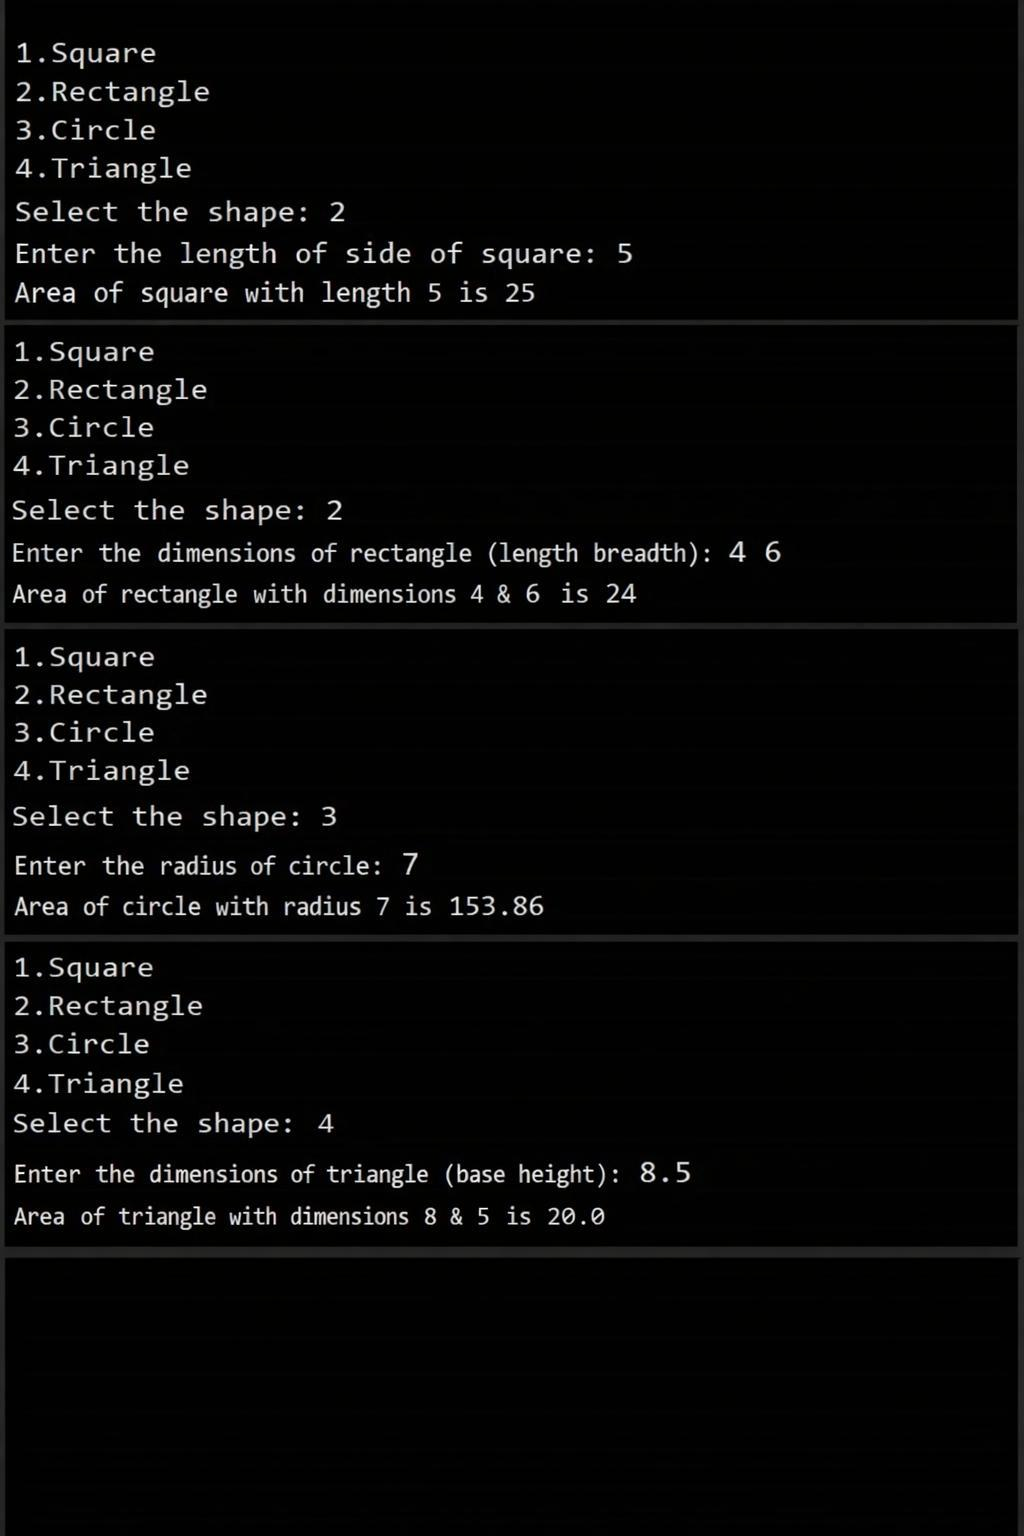 1.Square
2.Rectangle
3.Circle
4.Triangle
Select the shape: 2
Enter the length of side of square: 5
Area of square with length 5 is 25
1.Square
2.Rectangle
3.Circle
4.Triangle
Select the shape: 2
Enter the dimensions of rectangle (length breadth): 4 6
Area of rectangle with dimensions 4 & 6 is 24
1.Square
2.Rectangle
3.Circle
4.Triangle
Select the shape: 3
Enter the radius of circle: 7
Area of circle with radius 7 is 153.86
1.Square
2.Rectangle
3.Circle
4.Triangle
Select the shape: 4
Enter the dimensions of triangle (base height): 8.5
Area of triangle with dimensions 8 & 5 is 20.0